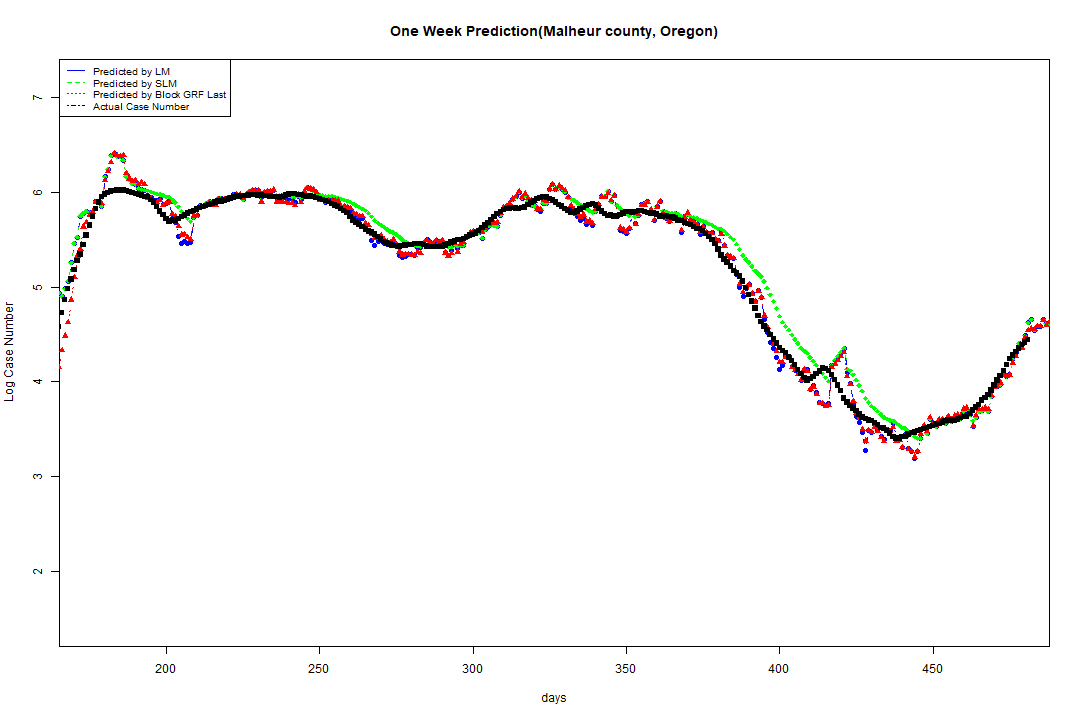 One Week Prediction(Malheur county, Oregon)
Predicted by LM
Predicted by SLM
Predicted by Block GRF Last
Actual Case Number
7
6
5
4
3
2
Log Case Number
200 250 300 350 400 450
days